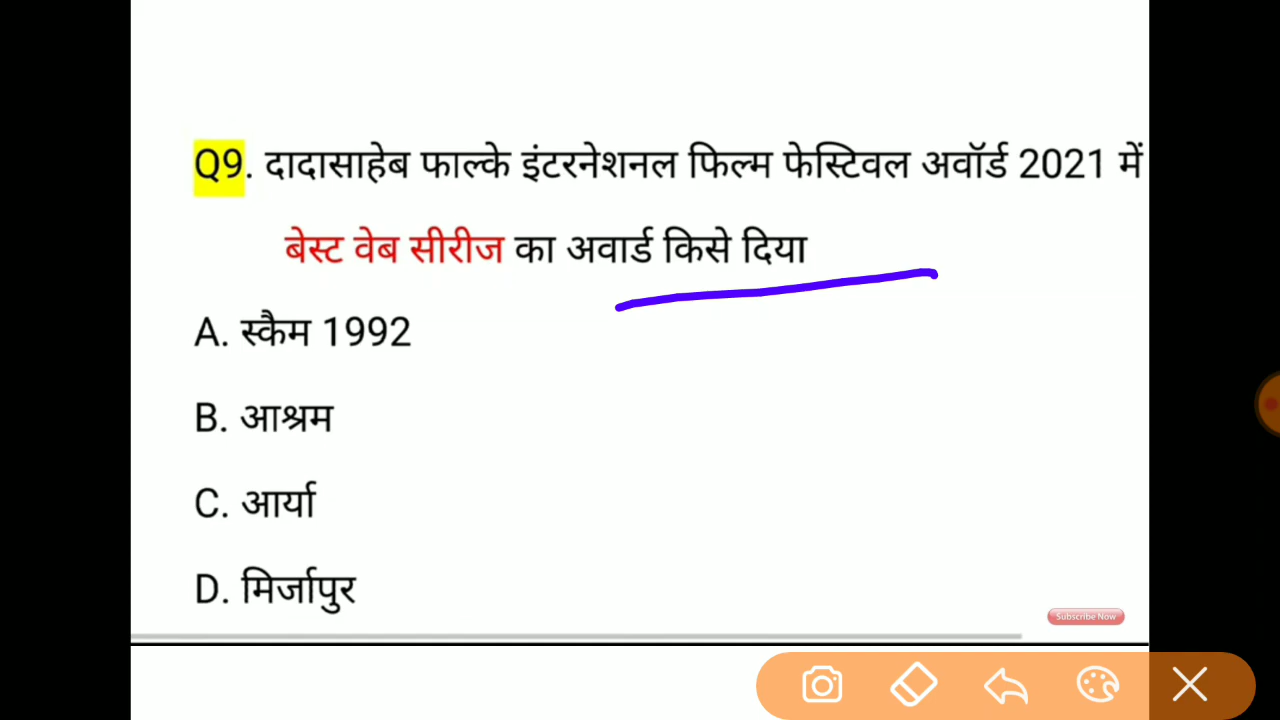 Q9. दादासाहेब फाल्के इंटरनेशनल फिल्म फेस्टिवल अवॉर्ड 2021 में
बेस्ट वेब सीरीज का अवार्ड किसे दिया
A. स्कैम 1992
B. आश्रम
C. आर्या
D. मिर्जापुर
Subscribe Now